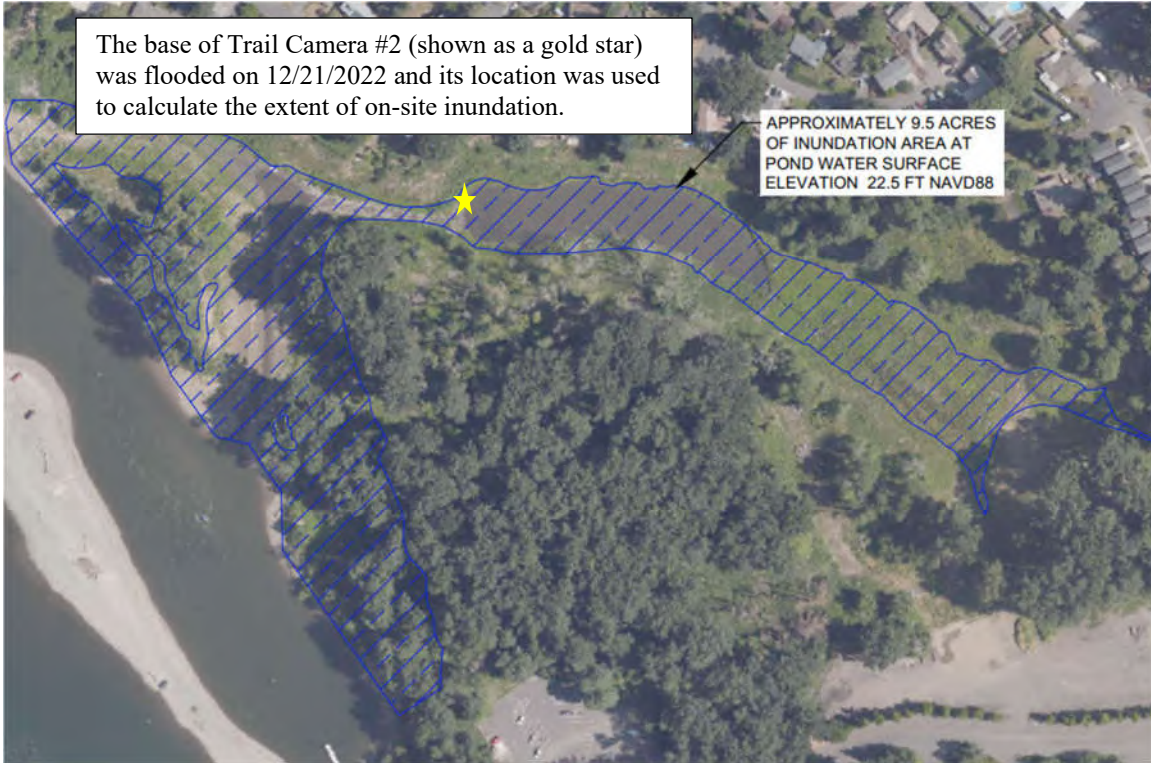 The base of Trail Camera #2 (shown as a gold star)
was flooded on 12/21/2022 and its location was used
to calculate the extent of on-site inundation.
APPROXIMATELY 9.5 ACRES
OF INUNDATION AREA AT
POND WATER SURFACE
ELEVATION 22.5 FT NAVD88